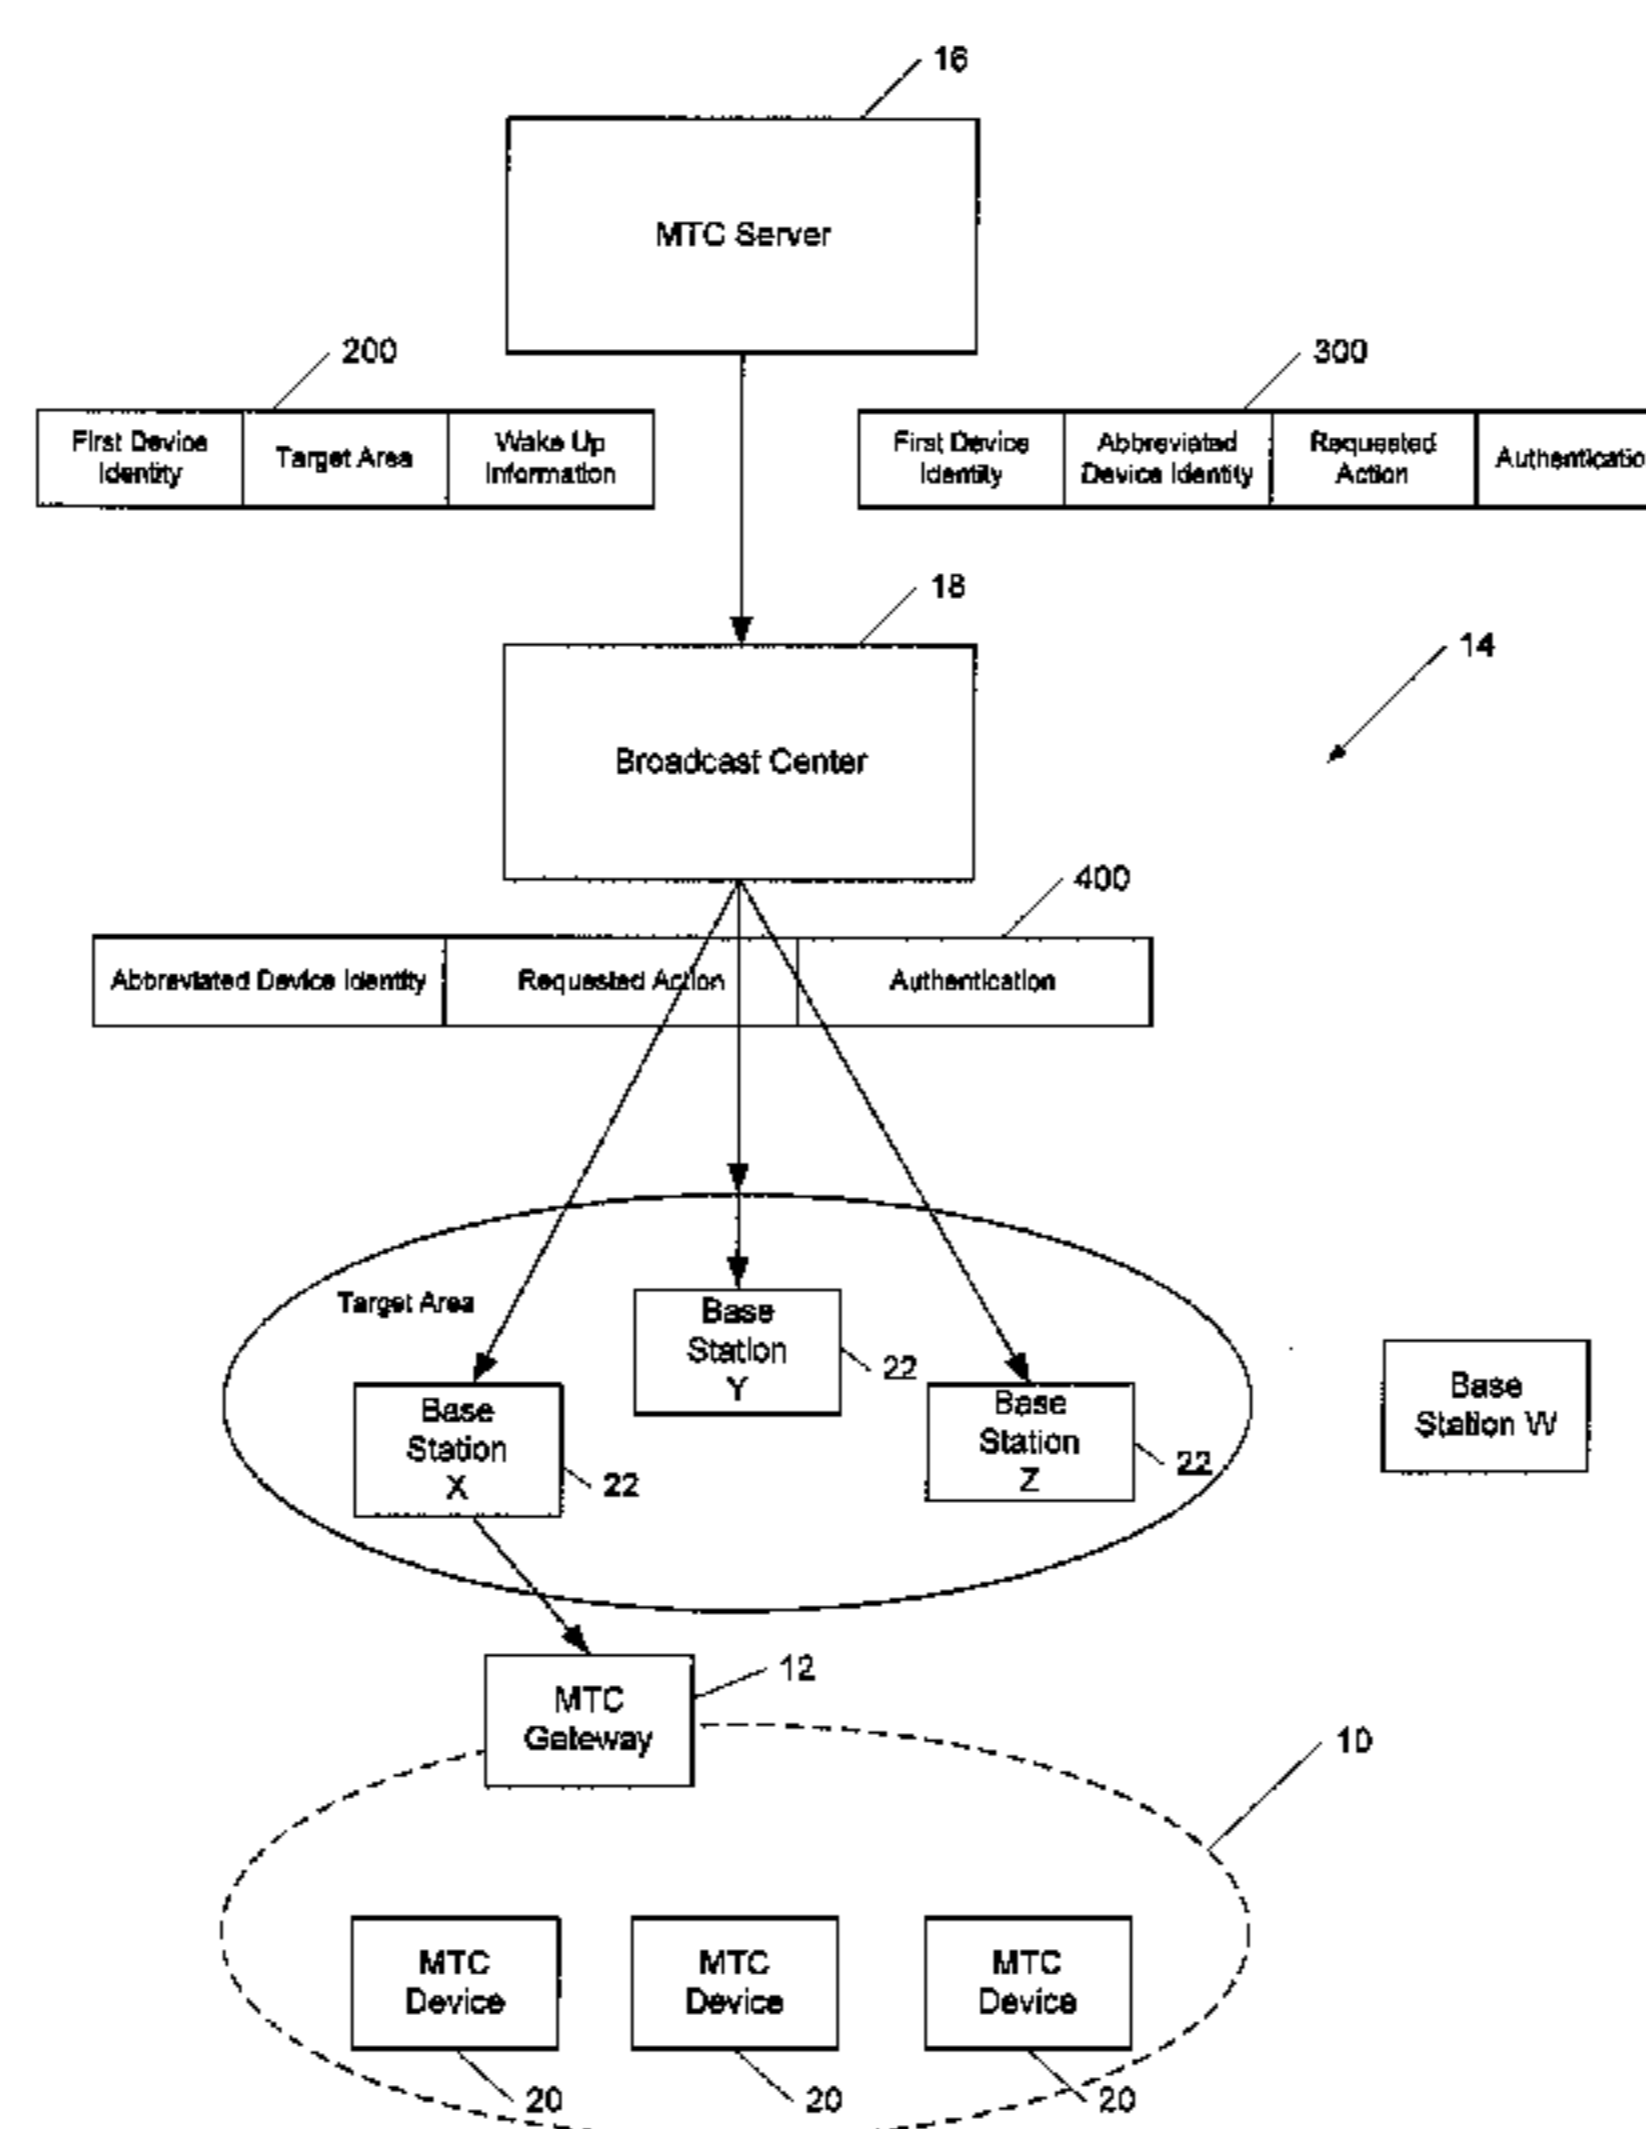 16
MTC Server
200
300
First Device
Identity
Target Area
Wake Up
Information
First Device
Identity
Abbreviated
Device Identity
Requested
Action
Authenticatio
18
14
Broadcast Center
400
Abbreviated Device Identity
Requested Action
Authentication
Target Area
Base
Station
Y
22
Base
Station
X
22
Base
Station
Z
22
Base
Station W
MTC
Gateway
12
10
MTC
Device
MTC
Device
MTC
Device
20
20
20